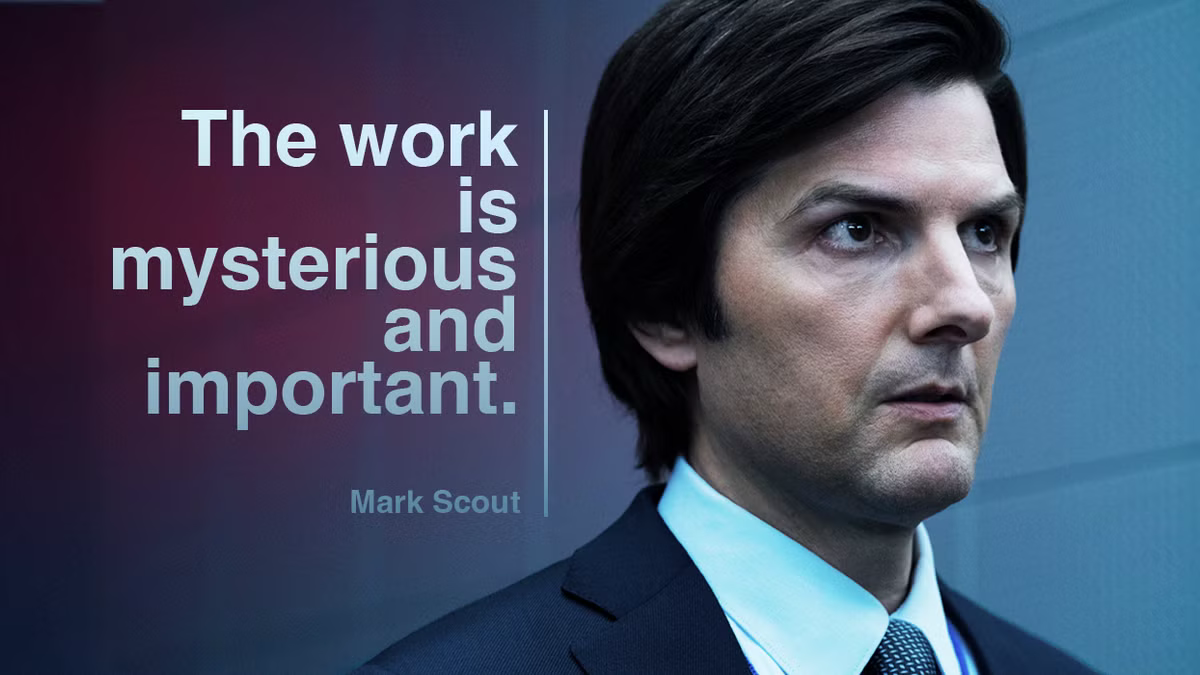 The work
is
mysterious
and
important.
Mark Scout